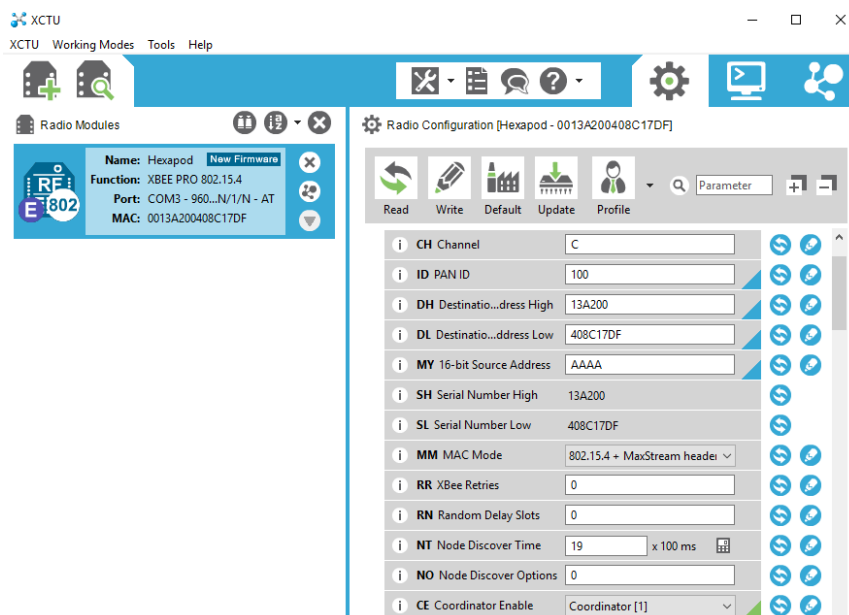 XCTU
XCTU Working Modes Tools Help
Radio Modules
Name: Hexapod New Firmware
Function: XBEE PRO 802.15.4
Port: COM3 - 960...N/1/N - AT
MAC: 0013A200408C17DF
RF
E 802
Radio Configuration [Hexapod - 0013A200408C17DF]
Read Write Default Update Profile Parameter
i CH Channel C
i ID PAN ID 100
i DH Destinatio...dress High 13A200
i DL Destinatio...ddress Low 408C17DF
i MY 16-bit Source Address AAAA
i SH Serial Number High 13A200
i SL Serial Number Low 408C17DF
i MM MAC Mode 802.15.4 + MaxStream header
i RR XBee Retries 0
i RN Random Delay Slots 0
i NT Node Discover Time 19 x 100 ms
i NO Node Discover Options 0
i CE Coordinator Enable Coordinator [1]